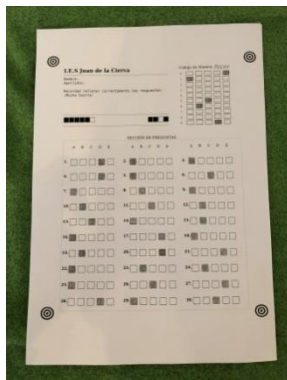 I.E.S Juan de la Cierva
Código de Alumno
Nombre:
Apellidos:
Recuerda rellenar correctamente las respuestas.
¡Mucha Suerte!
SECCIÓN DE PREGUNTAS
A B C D E A B C D E A B C D E
1. 2. 3.
4. 5. 6.
7. 8. 9.
10. 11. 12.
13. 14. 15.
16. 17. 18.
19. 20. 21.
22. 23. 24.
25. 26. 27.
28. 29. 30.